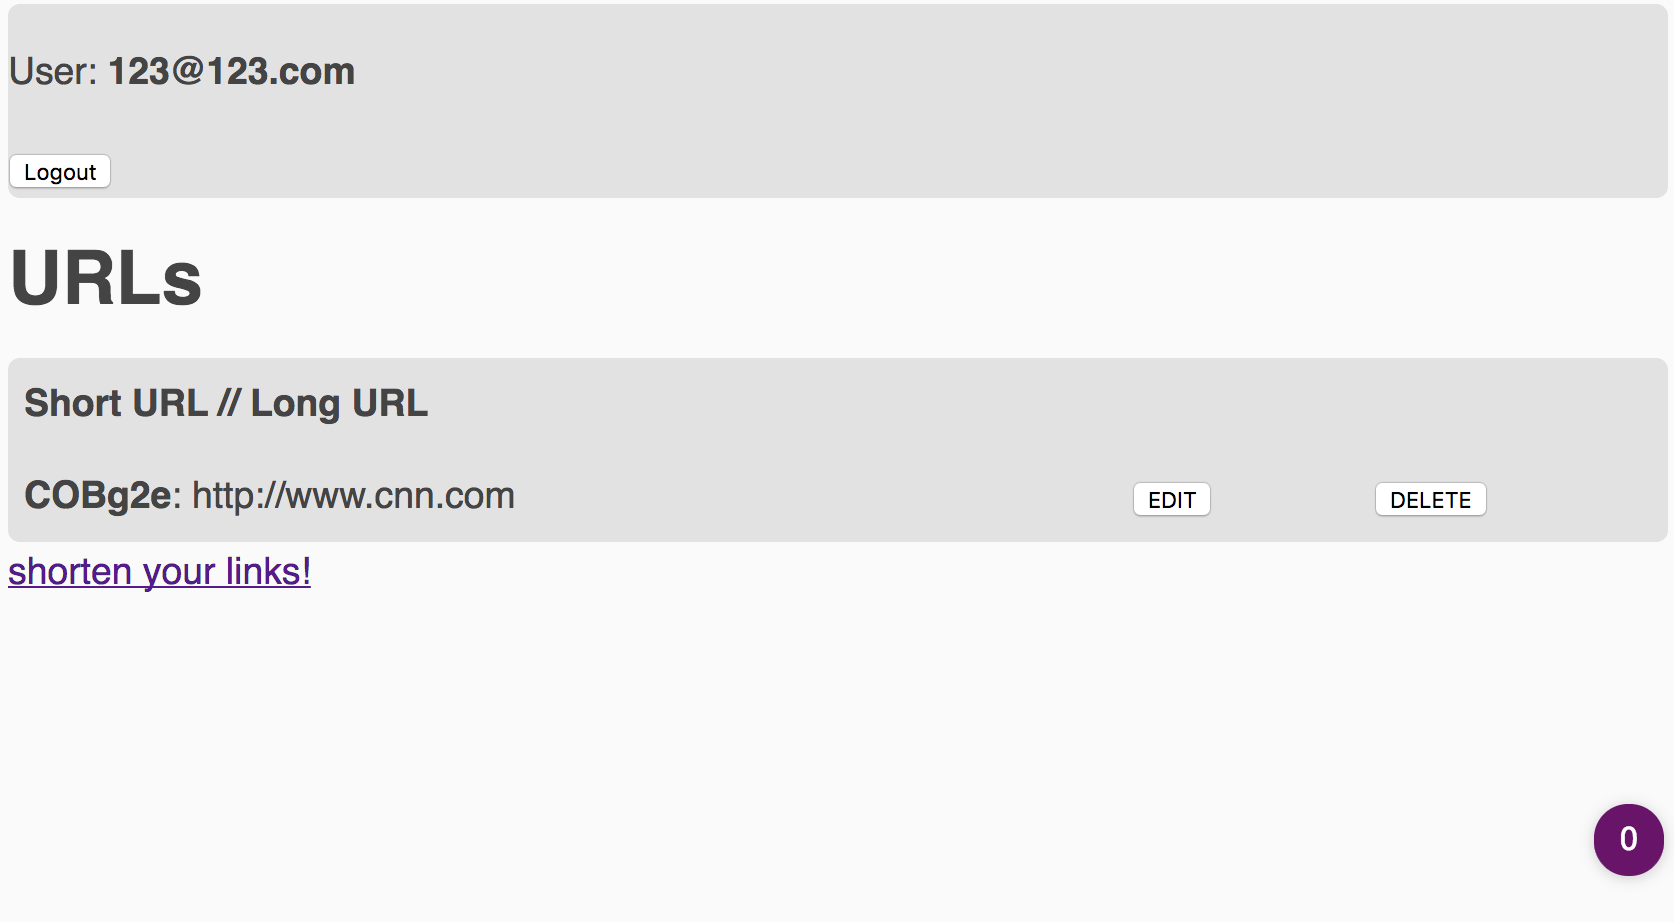 User: 123@123.com
Logout
URLs
Short URL // Long URL
COBg2e: http://www.cnn.com EDIT DELETE
shorten your links!
0